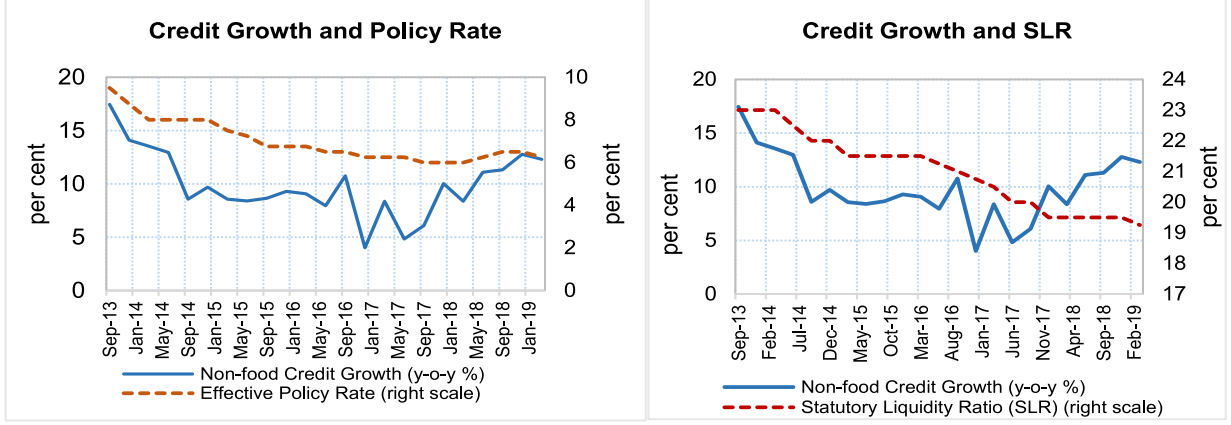 Credit Growth and Policy Rate
per cent
20
15
10
5
0
10
8
6
4
2
0
per cent
Sep-13
Jan-14
May-14
Sep-14
Jan-15
May-15
Sep-15
Jan-16
May-16
Sep-16
Jan-17
May-17
Sep-17
Jan-18
May-18
Sep-18
Jan-19
Non-food Credit Growth (y-o-y %)
Effective Policy Rate (right scale)
Credit Growth and SLR
per cent
20
15
10
5
0
24
23
22
21
20
19
18
17
per cent
Sep-13
Feb-14
Jul-14
Dec-14
May-15
Oct-15
Mar-16
Aug-16
Jan-17
Jun-17
Nov-17
Apr-18
Sep-18
Feb-19
Non-food Credit Growth (y-o-y %)
Statutory Liquidity Ratio (SLR) (right scale)